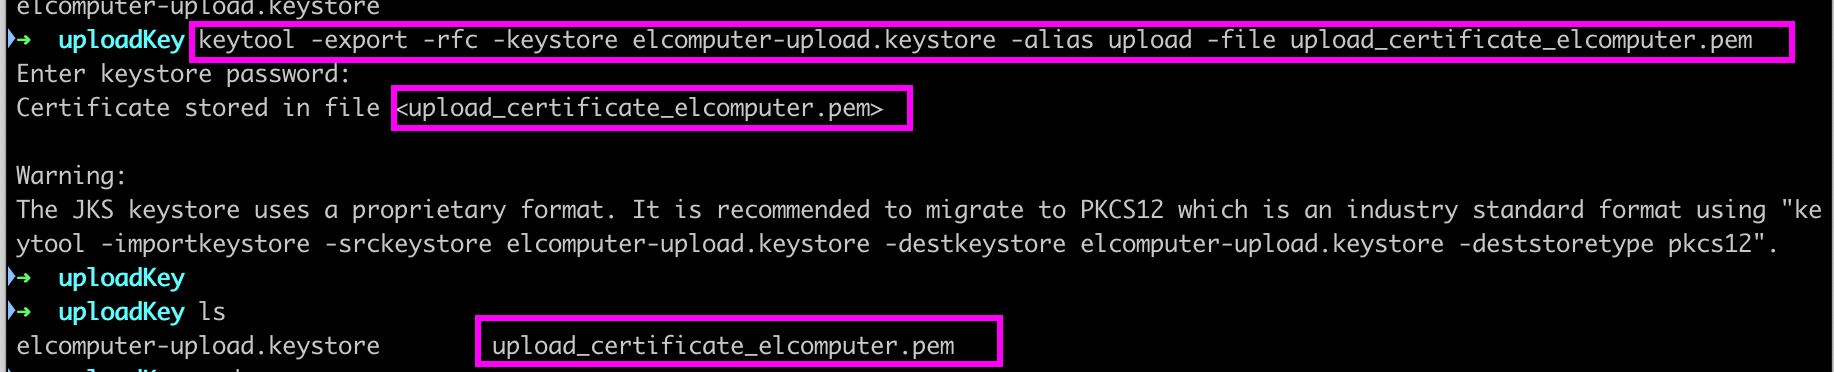 elcomputer-upload.keystore
➜ uploadKey keytool -export -rfc -keystore elcomputer-upload.keystore -alias upload -file upload_certificate_elcomputer.pem
Enter keystore password:
Certificate stored in file <upload_certificate_elcomputer.pem>
Warning:
The JKS keystore uses a proprietary format. It is recommended to migrate to PKCS12 which is an industry standard format using "ke
ytool -importkeystore -srckeystore elcomputer-upload.keystore -destkeystore elcomputer-upload.keystore -deststoretype pkcs12".
➜ uploadKey
➜ uploadKey ls
elcomputer-upload.keystore upload_certificate_elcomputer.pem